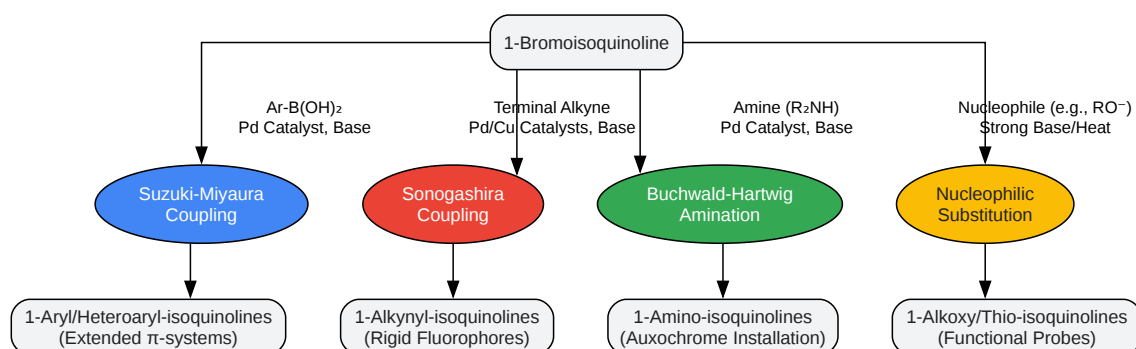 1-Bromoisoquinoline
Ar-B(OH)₂
Pd Catalyst, Base
Terminal Alkyne
Pd/Cu Catalysts, Base
Amine (R₂NH)
Pd Catalyst, Base
Nucleophile (e.g., RO⁻)
Strong Base/Heat
Suzuki-Miyaura
Coupling
Sonogashira
Coupling
Buchwald-Hartwig
Amination
Nucleophilic
Substitution
1-Aryl/Heteroaryl-isoquinolines
(Extended π-systems)
1-Alkynyl-isoquinolines
(Rigid Fluorophores)
1-Amino-isoquinolines
(Auxochrome Installation)
1-Alkoxy/Thio-isoquinolines
(Functional Probes)